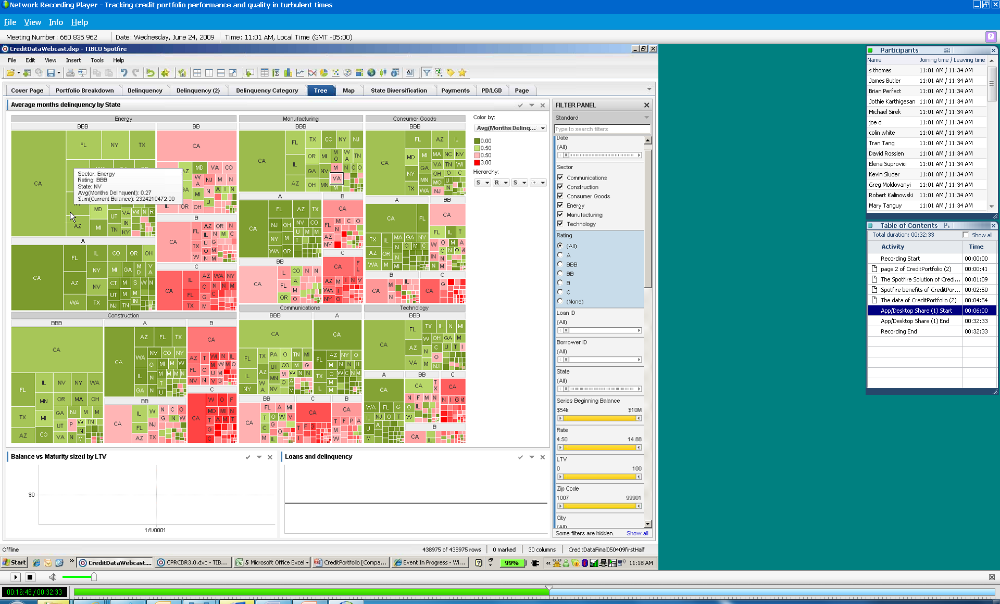 Network Recording Player - Tracking credit portfolio performance and quality in turbulent times
File View Info Help
Meeting Number: 660 835 962 Date: Wednesday, June 24, 2009 Time: 11:01 AM, Local Time (GMT -05:00)
CreditDataWebcast.dxp - TIBCO Spotfire
File Edit View Insert Tools Help
Cover Page Portfolio Breakdown Delinquency Delinquency (2) Delinquency Category Tree Map State Diversification Payments PD/LGD Page
Average months delinquency by State
Energy
BBB
CA
FL NY TX
Sector: Energy
Rating: BBB
State: NV
Avg(Months Delinquent): 0.27
Sum(Current Balance): 2324210472.00
MD
AZ MI UT TN VA IN KY
BB
CA
MD VA CO
A
CA
FL IL CO OR OH
AZ NY MI GA
NV CT
WA TX UT NJ TN IN
B
CA
FL AZ OR
TX IL
C
CA
IL AZ WA NY
FL
TX
Manufacturing
BBB
CA
FL TX CO NY NJ
IL OR MI TN
AZ GA NV VA
OH MN
A
CA
FL AZ TX
NJ OH NV CO
NY
WA OR
B
CA
FL MI
AZ
NY
BB
CA
IL CO
FL
OR
C
CA
AZ
WA
NY
Consumer Goods
BBB
CA
FL AZ IL
MD MI MA NC NV
NY GA VA TN
MN OH
TX MO
A
CA
FL
TX IL MA GA NY
AZ OR
WA
BB
CA
FL IL
B
CA
C
CA
Construction
BBB
CA
FL IL NV NY WA
MN OR MA OH
TX MI GA NJ
AZ CO UT VA TN IN
A
CA
AZ FL TX
WA NV CO NY
IL MI
GA
B
CA
AZ
FL
NV
BB
CA
IL
FL NJ
AZ TX
C
CA
MD MI
Communications
BBB
CA
FL TX PA TN MI
IL AZ UT CO
NY NV MN
A
CA
FL AZ NY
TX
IL
BB
CA
FL MI
IL
C
CA
B
CA
Technology
BBB
CA
FL TX IL MI
AZ OH GA
VA NJ
A
CA
WA FL
IL NJ
BB
CA
C
CA
B
CA IL
Color by:
Avg(Months Delinq...
0.00
0.50
0.50
3.00
Hierarchy:
S R S +
FILTER PANEL
Standard
Type to search filters
Date
(All)
Sector
Communications
Construction
Consumer Goods
Energy
Manufacturing
Technology
Rating
(All)
A
BBB
BB
B
C
(None)
Loan ID
(All)
Borrower ID
(All)
State
(All)
Series Beginning Balance
$54k $10M
Rate
4.50 14.88
LTV
0 100
Zip Code
1007 99901
City
(All)
Some filters are hidden. Show all
Balance vs Maturity sized by LTV
$0
1/1/0001
Loans and delinquency
Offline 438975 of 438975 rows 0 marked 30 columns CreditDataFinal050409firstHalf
Start CreditDataWebcast.... CPRCDR3.0.dxp - TIB... 5 Microsoft Office Excel CreditPortfolio [Compa... Event In Progress - Wi... 99% 11:18 AM
00:16:48 / 00:32:33
Participants
Name Joining time / Leaving time
s thomas 11:01 AM / 11:34 AM
James Butler 11:01 AM / 11:34 AM
Brian Perfect 11:01 AM / 11:34 AM
Jothie Karthigesan 11:01 AM / 11:34 AM
Michael Sirek 11:01 AM / 11:34 AM
joe d 11:01 AM / 11:34 AM
colin white 11:01 AM / 11:34 AM
Tran Tang 11:01 AM / 11:34 AM
David Rossien 11:01 AM / 11:34 AM
Elena Suprovici 11:01 AM / 11:34 AM
Kevin Sluder 11:01 AM / 11:34 AM
Greg Moldovanyi 11:01 AM / 11:34 AM
Robert Kalinowski 11:01 AM / 11:34 AM
Mary Tanguy 11:01 AM / 11:34 AM
Table of Contents
Total duration: 00:32:33 Show all
Activity Time
Recording Start 00:00:00
page 2 of CreditPortfolio (2) 00:00:41
The Spotfire Solution of Credi... 00:01:09
Spotfire benefits of CreditPor... 00:02:50
The data of CreditPortfolio (2) 00:04:54
App/Desktop Share (1) Start 00:06:00
App/Desktop Share (1) End 00:32:33
Recording End 00:32:33